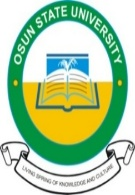 OSUN STATE UNIVERSITY
LIVING SPRING OF KNOWLEDGE AND CULTURE